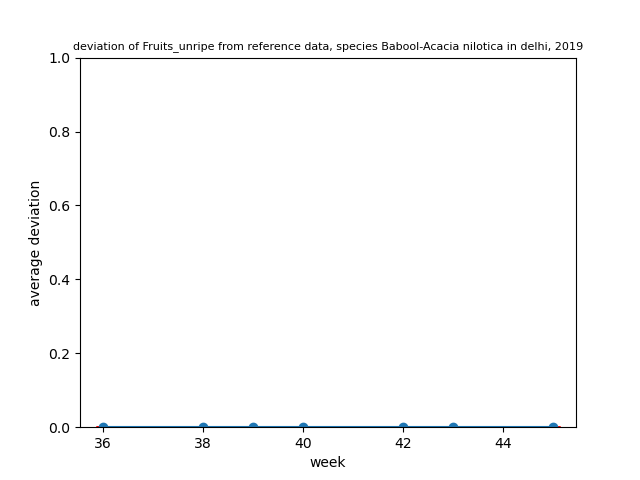 deviation of Fruits_unripe from reference data, species Babool-Acacia nilotica in delhi, 2019
1.0
0.8
0.6
0.4
0.2
0.0
average deviation
36 38 40 42 44
week